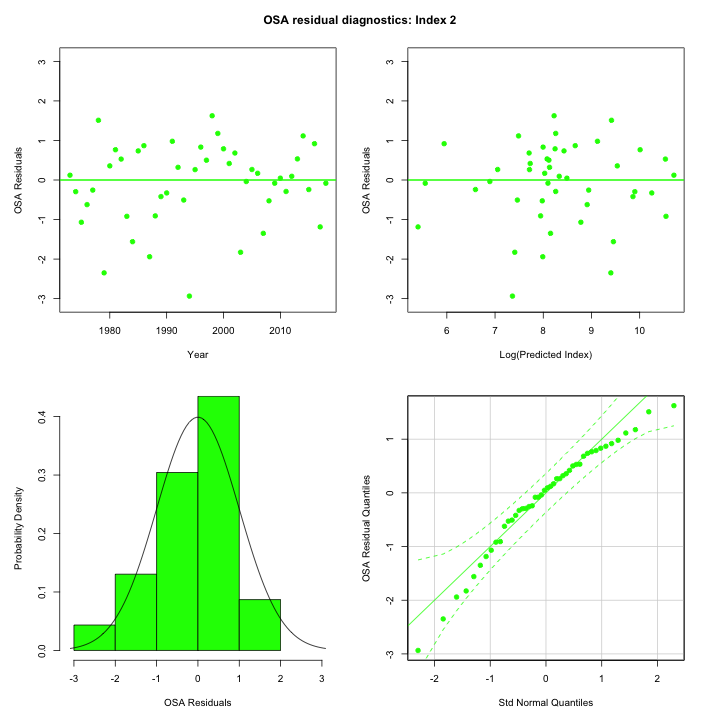 OSA residual diagnostics: Index 2
OSA Residuals
3
2
1
0
-1
-2
-3
1980 1990 2000 2010
Year
OSA Residuals
3
2
1
0
-1
-2
-3
6 7 8 9 10
Log(Predicted Index)
Probability Density
0.4
0.3
0.2
0.1
0.0
-3 -2 -1 0 1 2 3
OSA Residuals
OSA Residual Quantiles
1
0
-1
-2
-3
-2 -1 0 1 2
Std Normal Quantiles